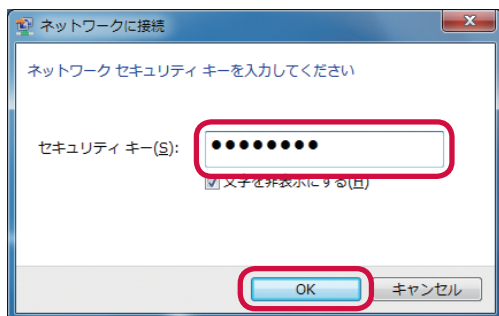 ネットワークに接続
ネットワーク セキュリティ キーを入力してください
セキュリティ キー(S):
●●●●●●●●
文字を非表示にする(H)
OK
キャンセル